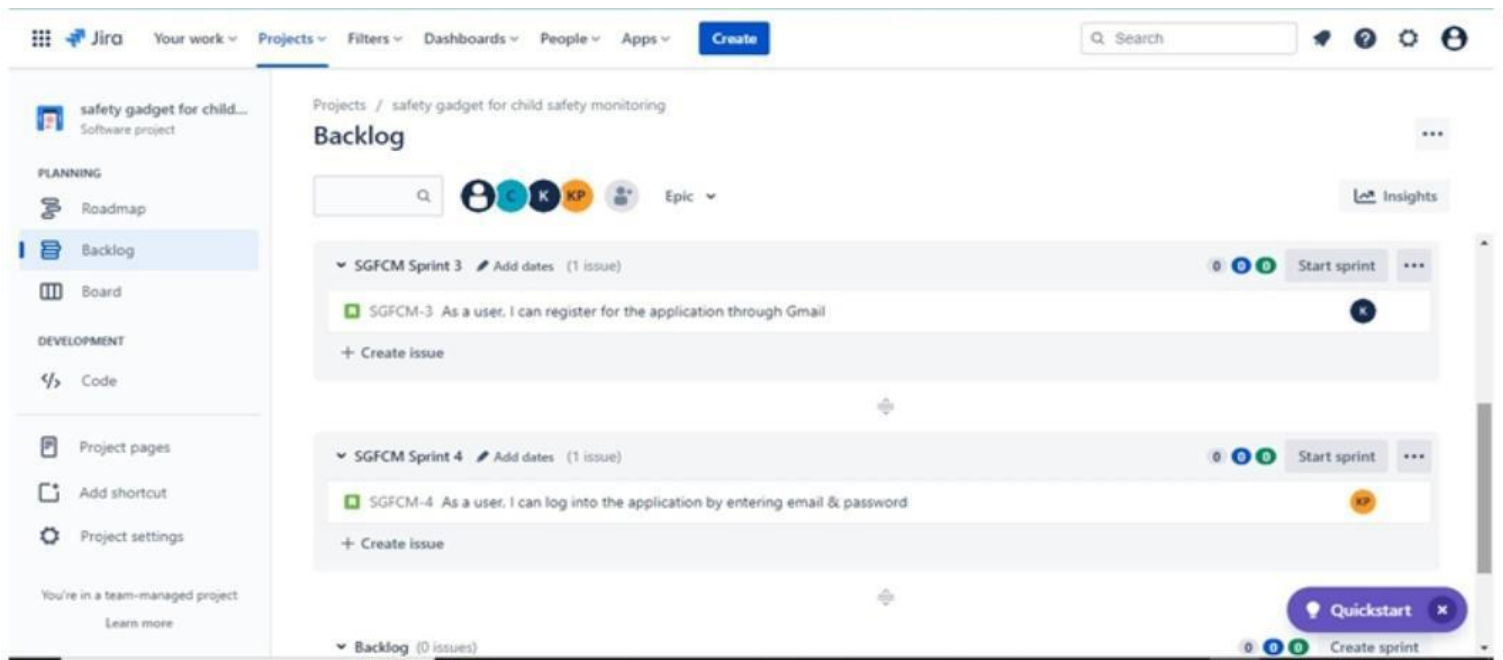 Jira Your work Projects Filters Dashboards People Apps Create Search
safety gadget for child...
Software project
PLANNING
Roadmap
Backlog
Board
DEVELOPMENT
Code
Project pages
Add shortcut
Project settings
You're in a team-managed project
Learn more
Projects / safety gadget for child safety monitoring
Backlog
C K KP Epic Insights
SGFCM Sprint 3 Add dates (1 issue) 0 0 0 Start sprint
SGFCM-3 As a user, I can register for the application through Gmail K
+ Create issue
SGFCM Sprint 4 Add dates (1 issue) 0 0 0 Start sprint
SGFCM-4 As a user, I can log into the application by entering email & password KP
+ Create issue
Quickstart
Backlog (0 issues) 0 0 0 Create sprint